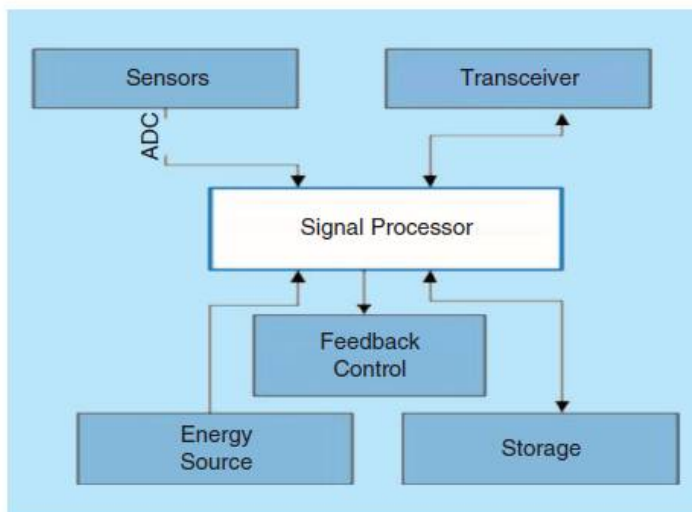 Sensors
Transceiver
ADC
Signal Processor
Feedback
Control
Energy
Source
Storage